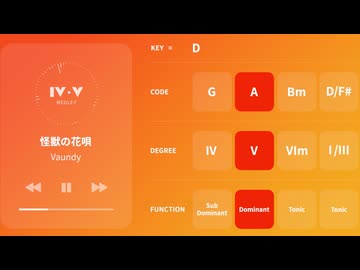 IV→V
MEDLEY
怪獣の花唄
Vaundy
KEY = D
CODE G A Bm D/F#
DEGREE IV V VIm I/III
FUNCTION Sub Dominant Dominant Tonic Tonic